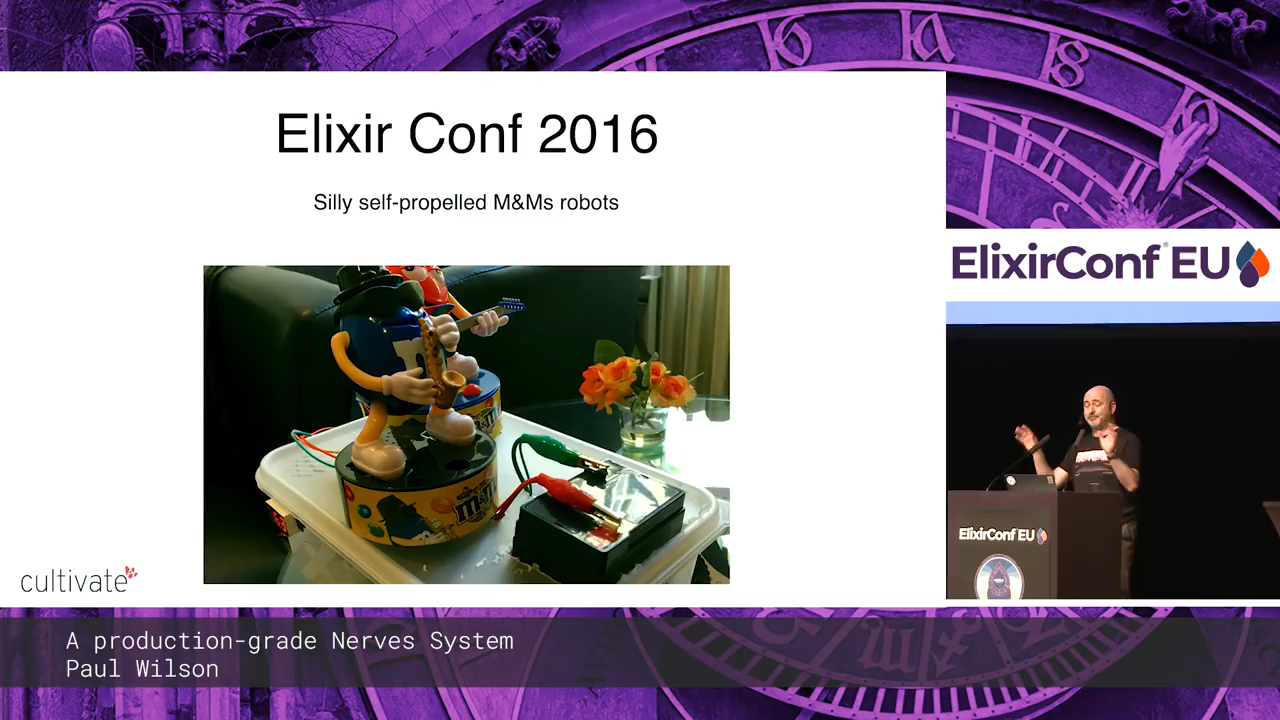 Elixir Conf 2016
Silly self-propelled M&Ms robots
ElixirConf® EU
m
m&m's
cultivate
ElixirConf EU
A production-grade Nerves System
Paul Wilson